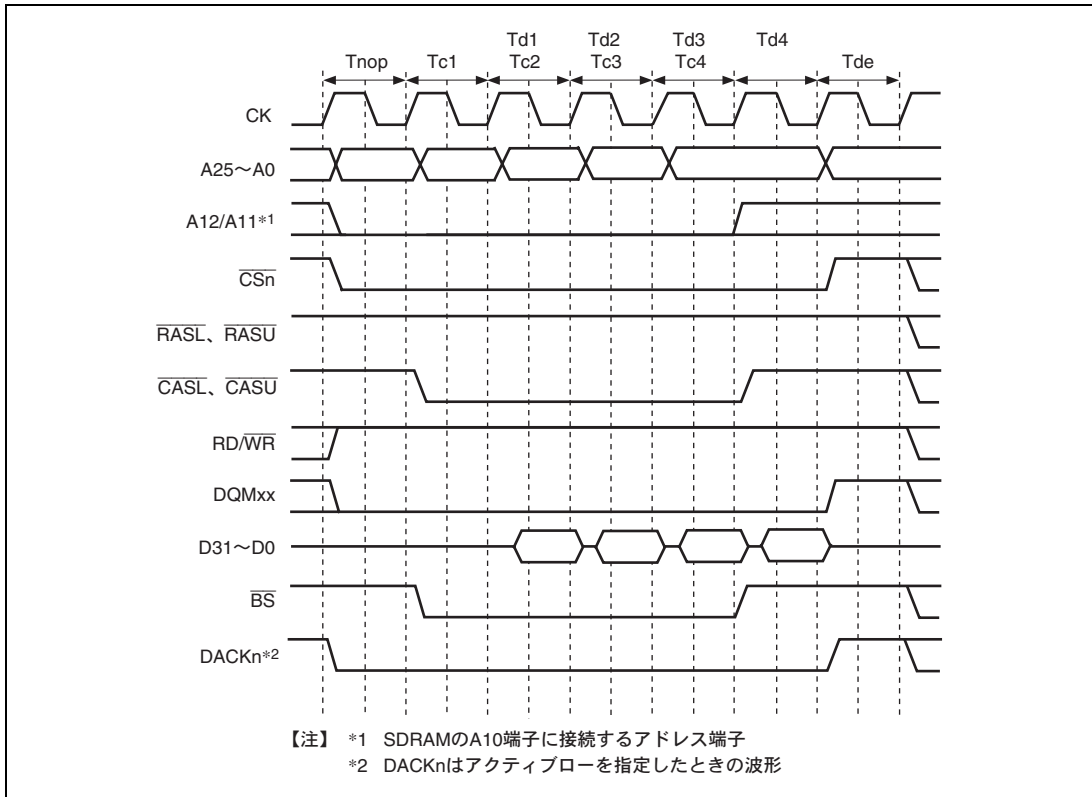 Td1 Td2 Td3 Td4
Tnop Tc1 Tc2 Tc3 Tc4 Tde
CK
A25～A0
A12/A11*1
CSn
RASL、RASU
CASL、CASU
RD/WR
DQMxx
D31～D0
BS
DACKn*2
【注】 *1 SDRAMのA10端子に接続するアドレス端子
*2 DACKnはアクティブローを指定したときの波形